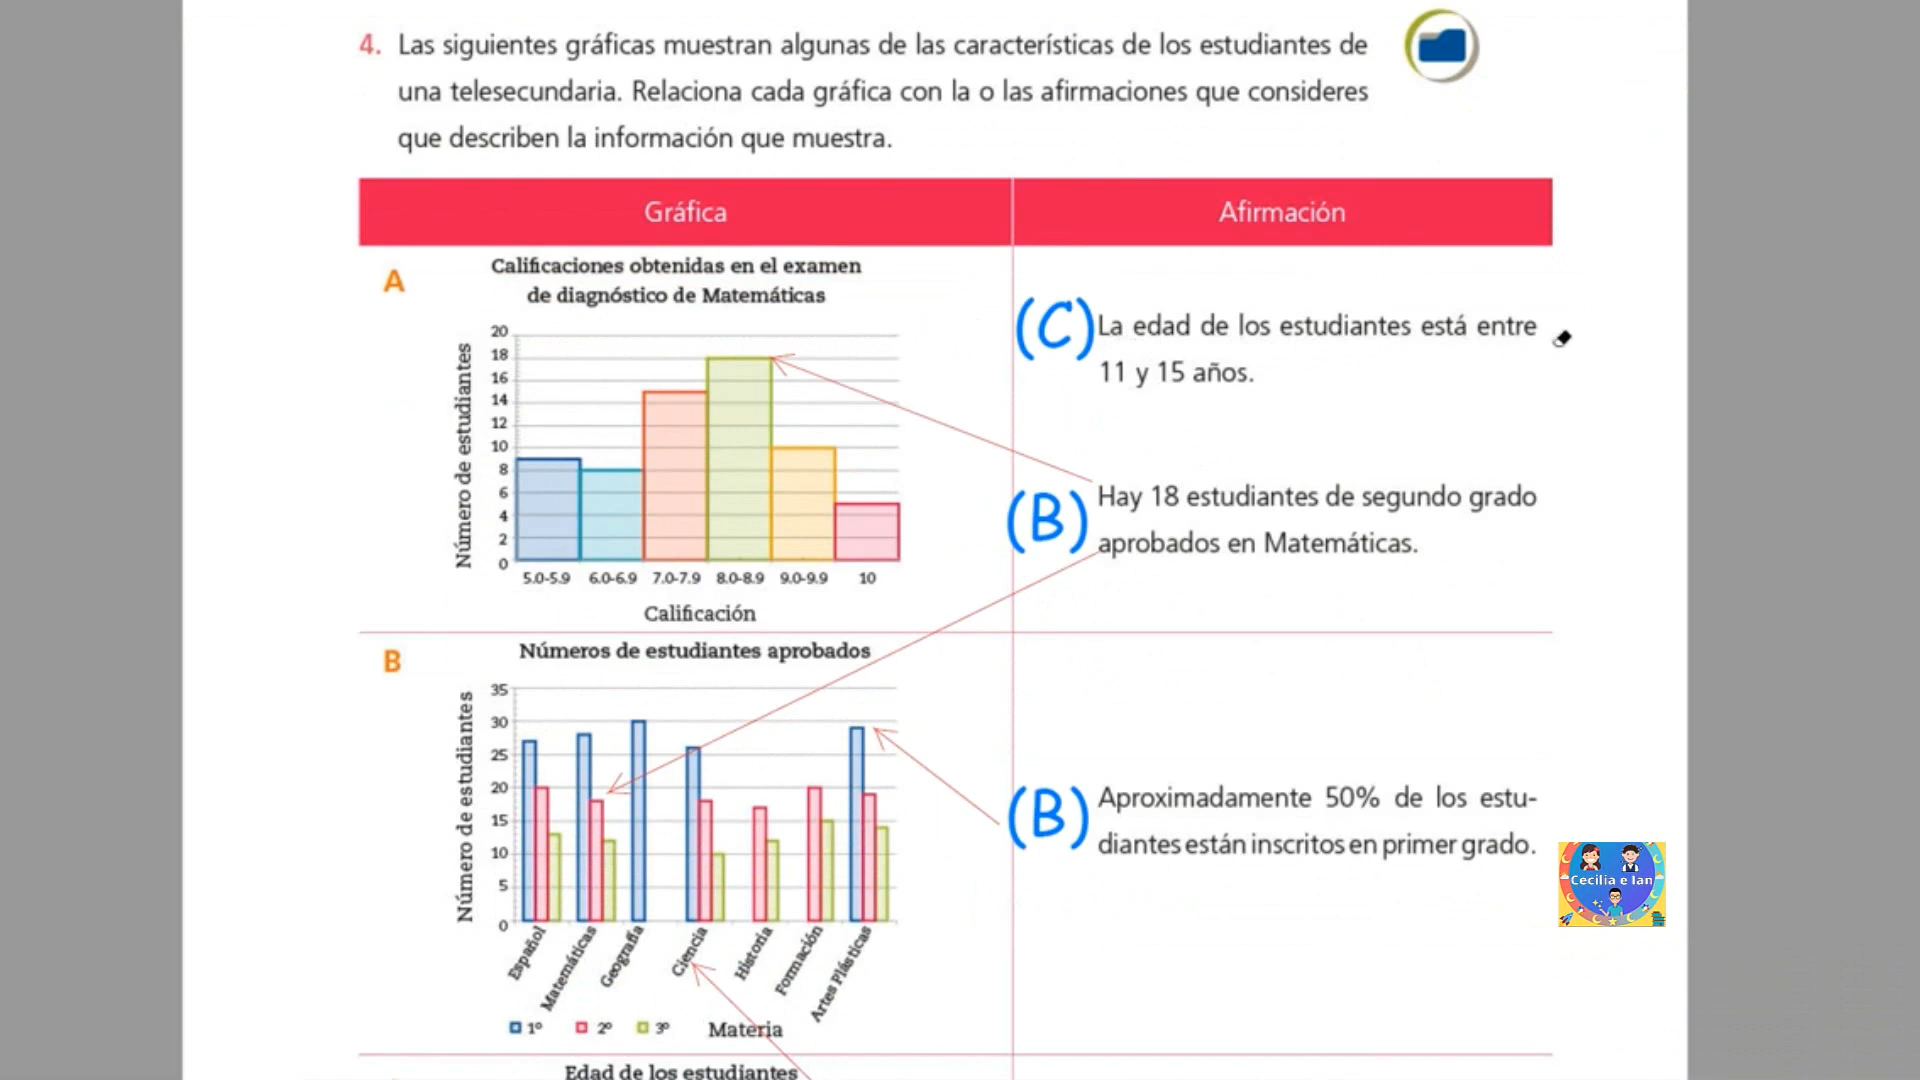 4. Las siguientes gráficas muestran algunas de las características de los estudiantes de
una telesecundaria. Relaciona cada gráfica con la o las afirmaciones que consideres
que describen la información que muestra.
Gráfica
Afirmación
A
Calificaciones obtenidas en el examen
de diagnóstico de Matemáticas
Número de estudiantes
20
18
16
14
12
10
8
6
4
2
0
5.0-5.9 6.0-6.9 7.0-7.9 8.0-8.9 9.0-9.9 10
Calificación
(C) La edad de los estudiantes está entre
11 y 15 años.
(B) Hay 18 estudiantes de segundo grado
aprobados en Matemáticas.
B
Números de estudiantes aprobados
Número de estudiantes
35
30
25
20
15
10
5
0
Español Matemáticas Geografía Ciencia Historia Formación Artes Plásticas
1º 2º 3º Materia
(B) Aproximadamente 50% de los estu-
diantes están inscritos en primer grado.
Cecilia e Ian
Edad de los estudiantes